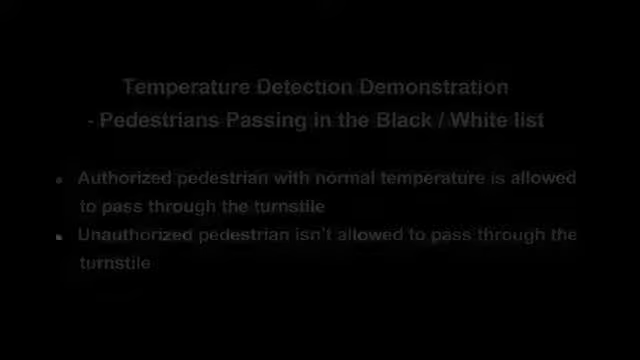 Temperature Detection Demonstration
- Pedestrians Passing in the Black / White list
• Authorized pedestrian with normal temperature is allowed
to pass through the turnstile
• Unauthorized pedestrian isn't allowed to pass through the
turnstile